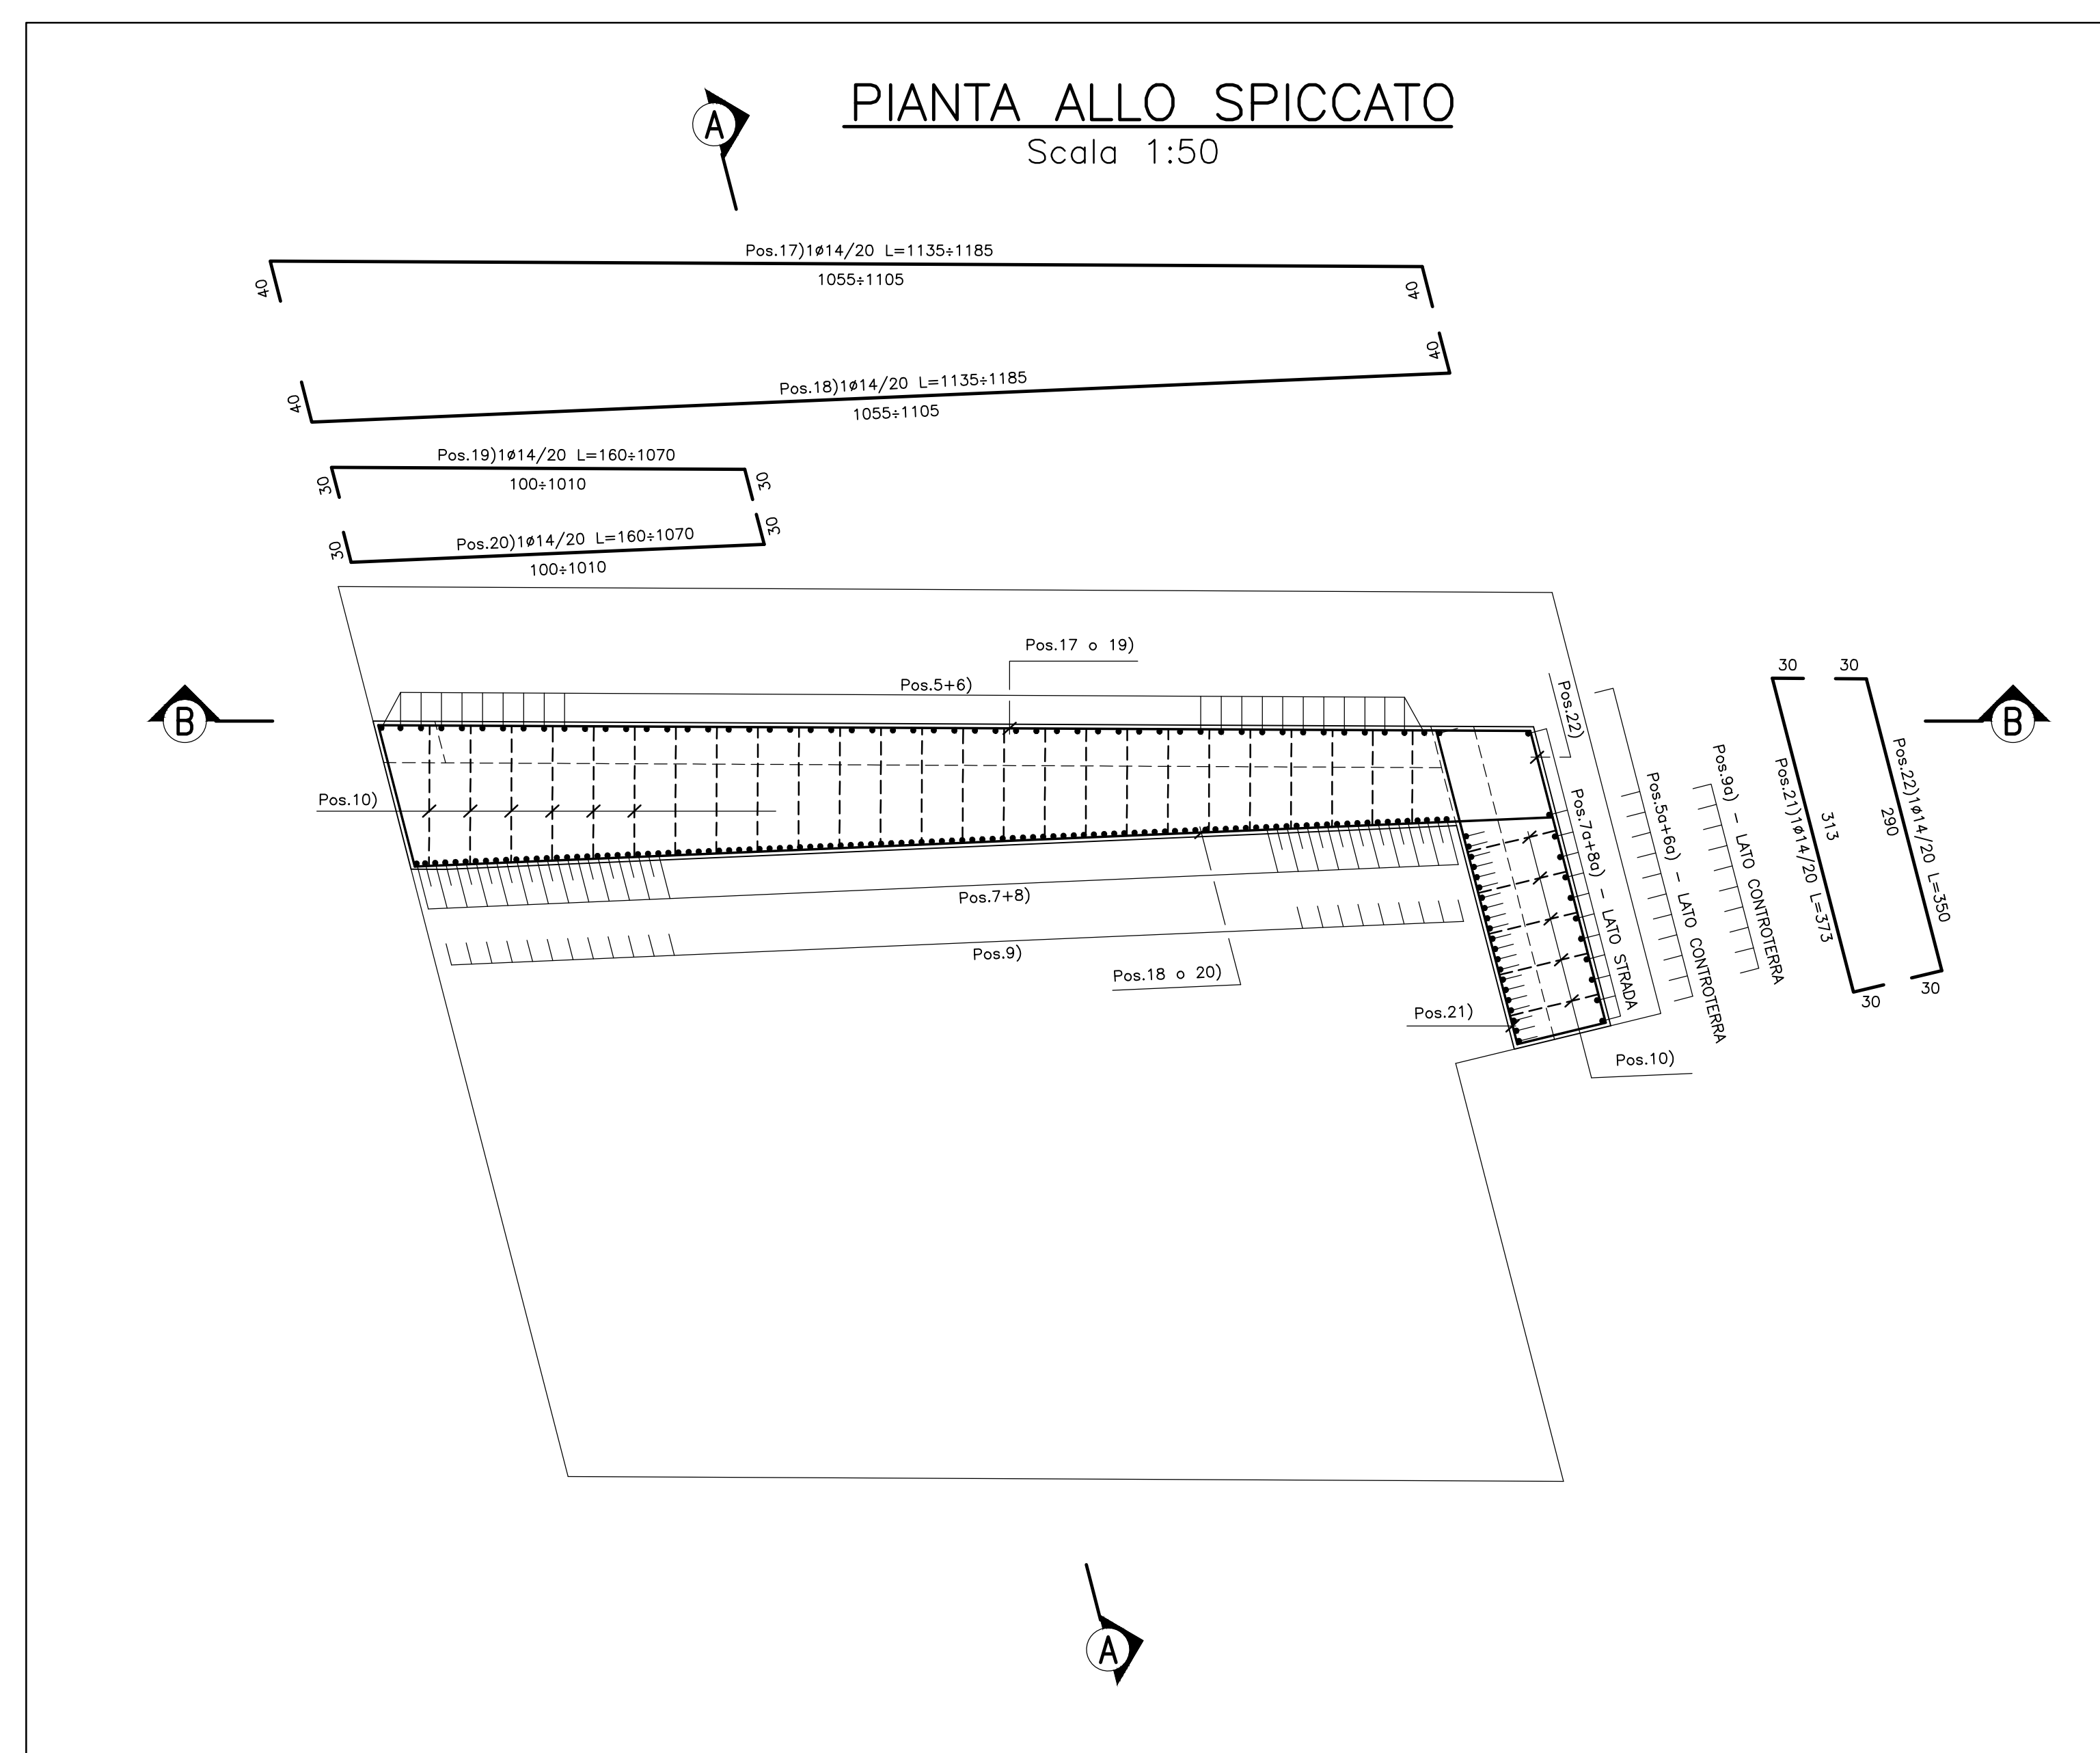 PIANTA ALLO SPICCATO
Scala 1:50
A
Pos.17)1ø14/20 L=1135÷1185
1055÷1105
40
40
Pos.18)1ø14/20 L=1135÷1185
1055÷1105
40
40
Pos.19)1ø14/20 L=160÷1070
100÷1010
30
30
Pos.20)1ø14/20 L=160÷1070
100÷1010
30
30
Pos.17 o 19)
Pos.5+6)
B
B
Pos.10)
Pos.7+8)
Pos.9)
Pos.18 o 20)
Pos.21)
Pos.10)
Pos.22)
Pos.7a+8a) - LATO STRADA
Pos.5a+6a) - LATO CONTROTERRA
Pos.9a) - LATO CONTROTERRA
30
30
Pos.21)1ø14/20 L=373
313
290
Pos.22)1ø14/20 L=350
30
30
A